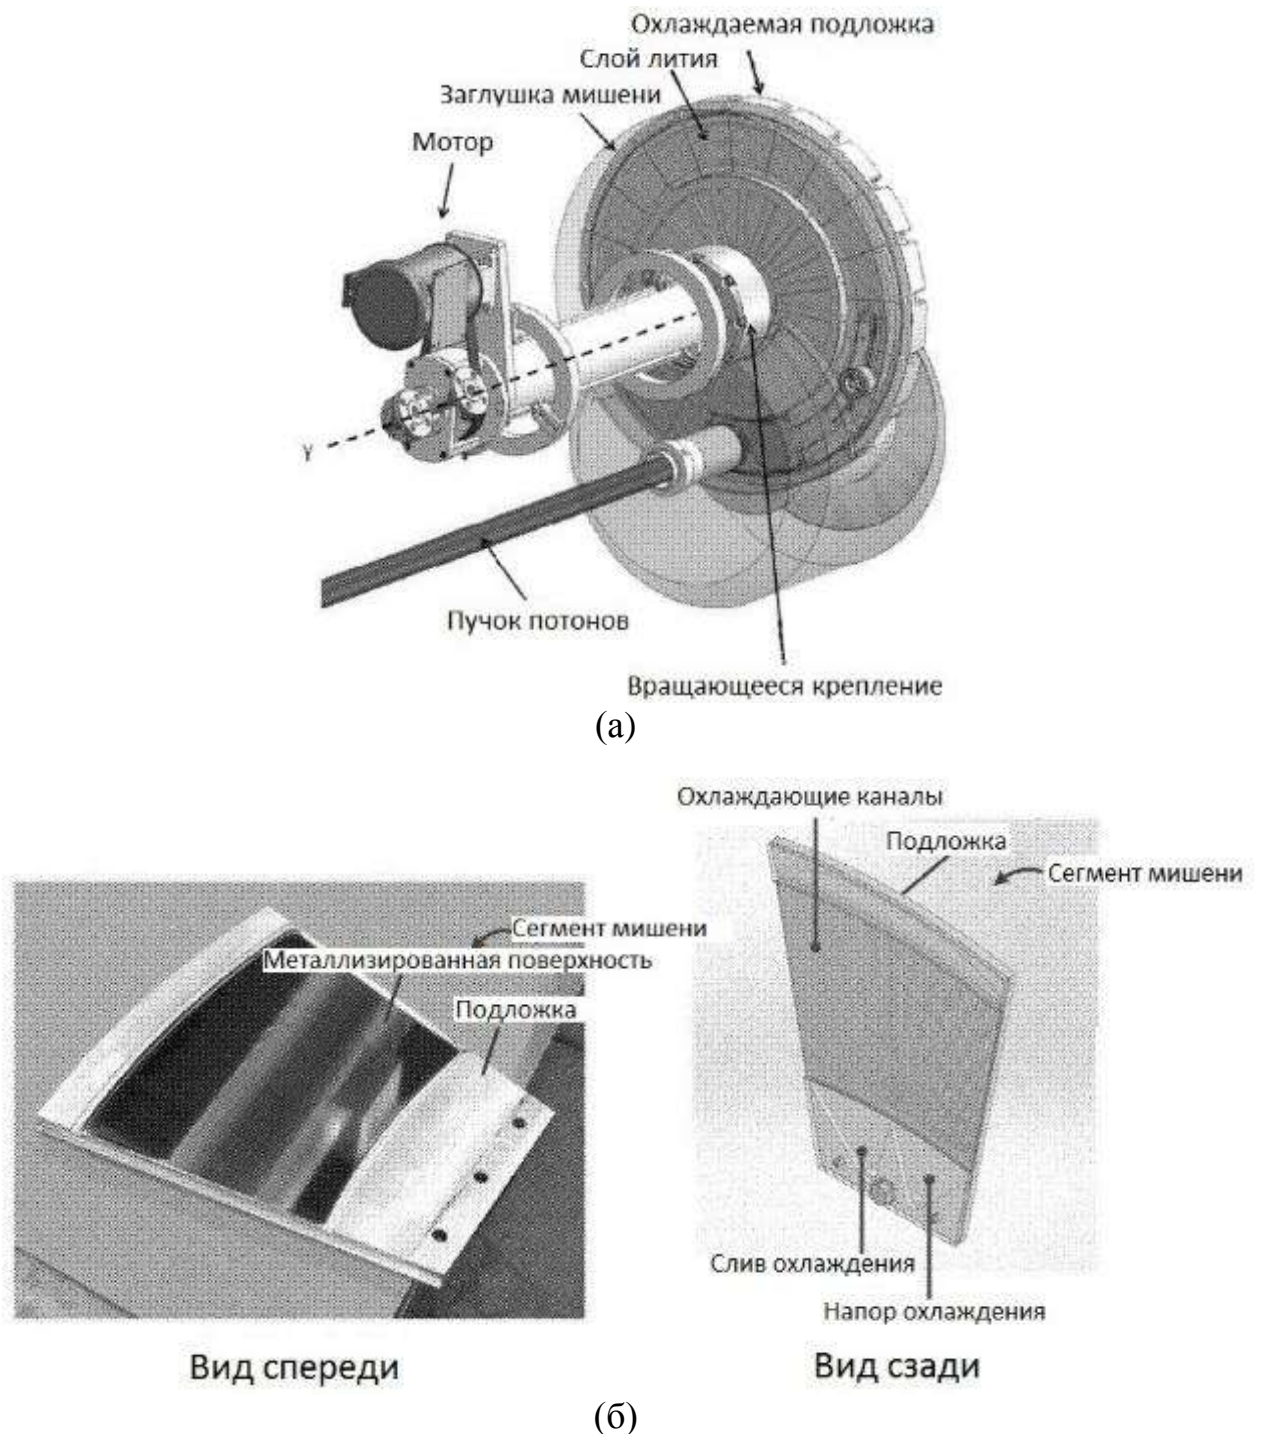 Охлаждаемая подложка
Слой лития
Заглушка мишени
Мотор
Y
Пучок потонов
Вращающееся крепление
(а)
Охлаждающие каналы
Подложка
Сегмент мишени
Сегмент мишени
Металлизированная поверхность
Подложка
Слив охлаждения
Напор охлаждения
Вид спереди
Вид сзади
(б)